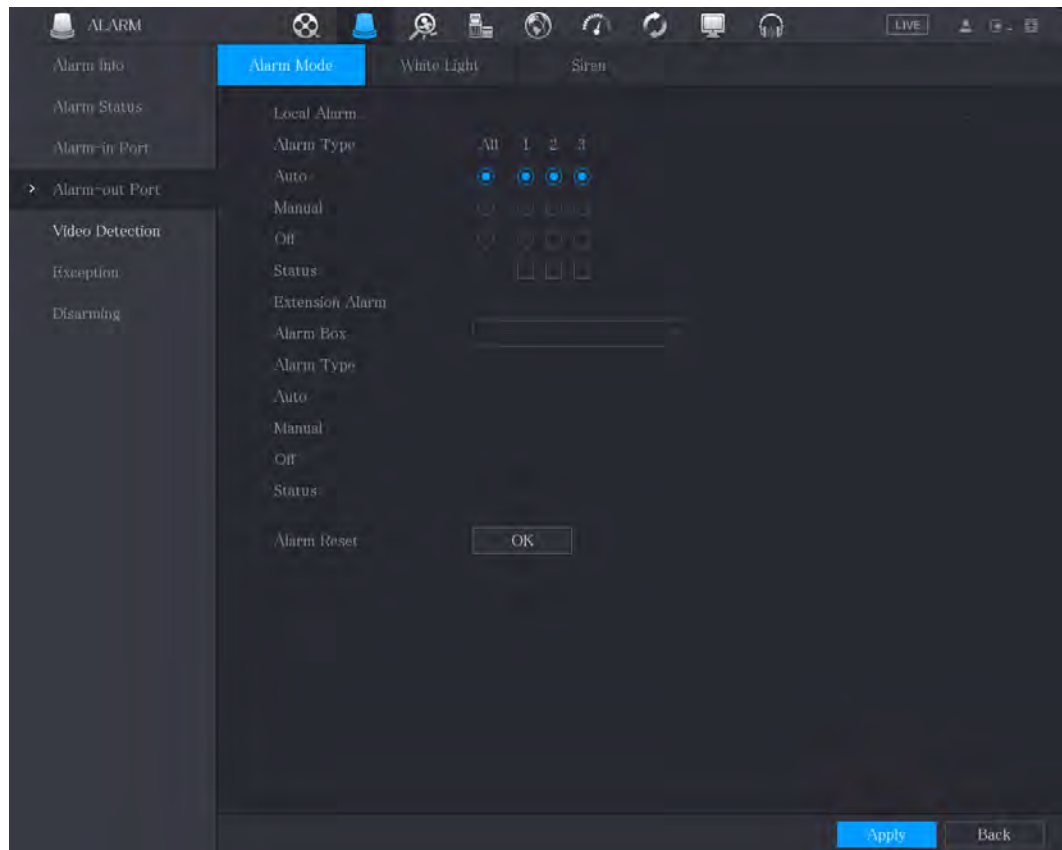 ALARM LIVE
Alarm Info
Alarm Status
Alarm-in Port
Alarm-out Port
Video Detection
Exception
Disarming
Alarm Mode White Light Siren
Local Alarm
Alarm Type All 1 2 3
Auto
Manual
Off
Status
Extension Alarm
Alarm Box
Alarm Type
Auto
Manual
Off
Status
Alarm Reset OK
Apply Back